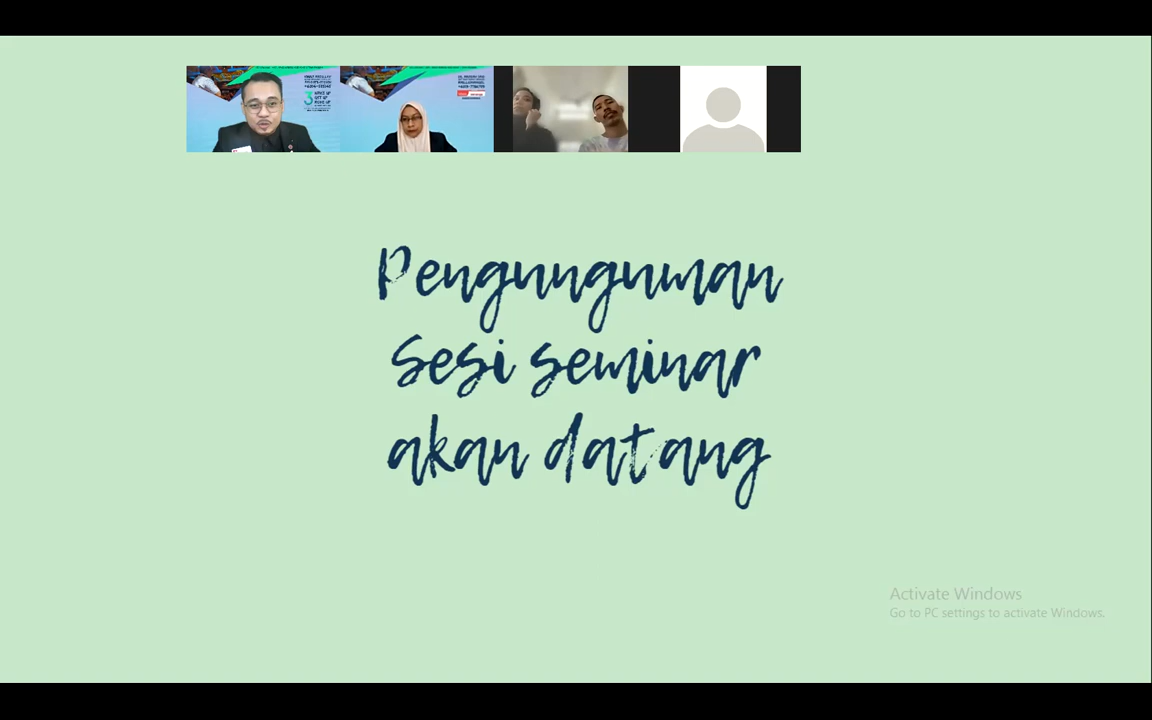 Pengunguman
sesi seminar
akan datang
Activate Windows
Go to PC settings to activate Windows.